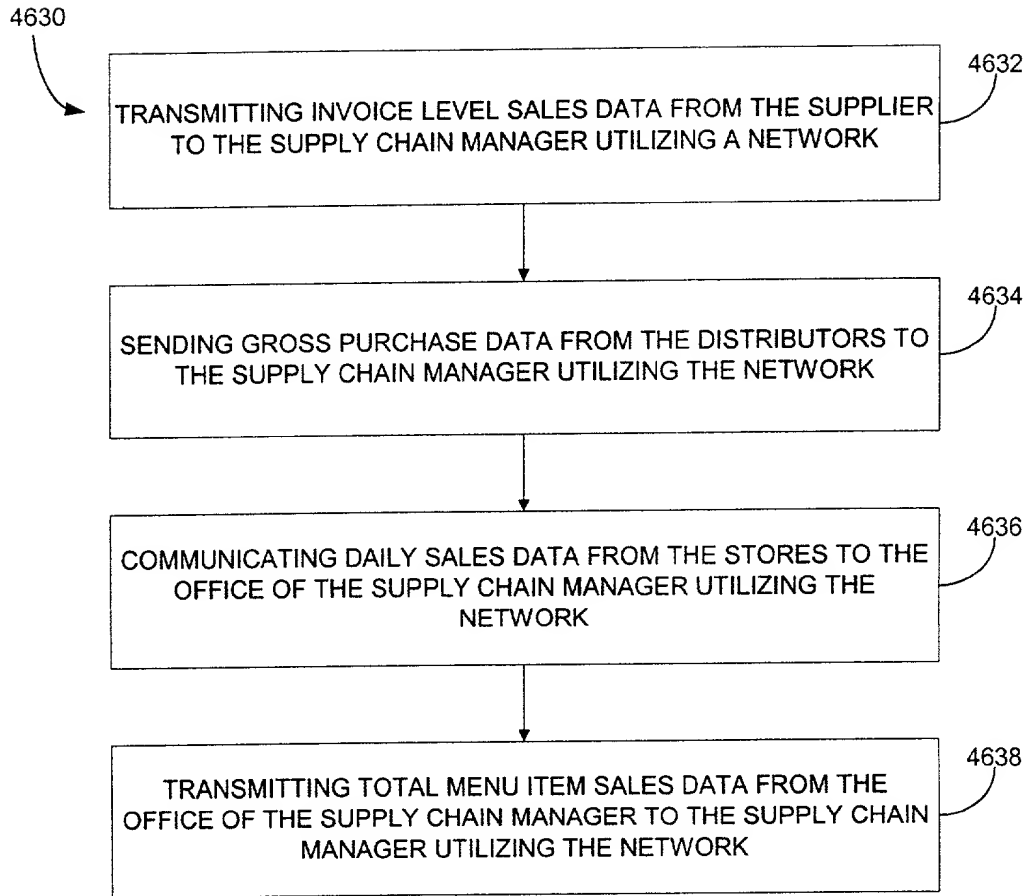 4630
4632
TRANSMITTING INVOICE LEVEL SALES DATA FROM THE SUPPLIER
TO THE SUPPLY CHAIN MANAGER UTILIZING A NETWORK
4634
SENDING GROSS PURCHASE DATA FROM THE DISTRIBUTORS TO
THE SUPPLY CHAIN MANAGER UTILIZING THE NETWORK
4636
COMMUNICATING DAILY SALES DATA FROM THE STORES TO THE
OFFICE OF THE SUPPLY CHAIN MANAGER UTILIZING THE
NETWORK
4638
TRANSMITTING TOTAL MENU ITEM SALES DATA FROM THE
OFFICE OF THE SUPPLY CHAIN MANAGER TO THE SUPPLY CHAIN
MANAGER UTILIZING THE NETWORK